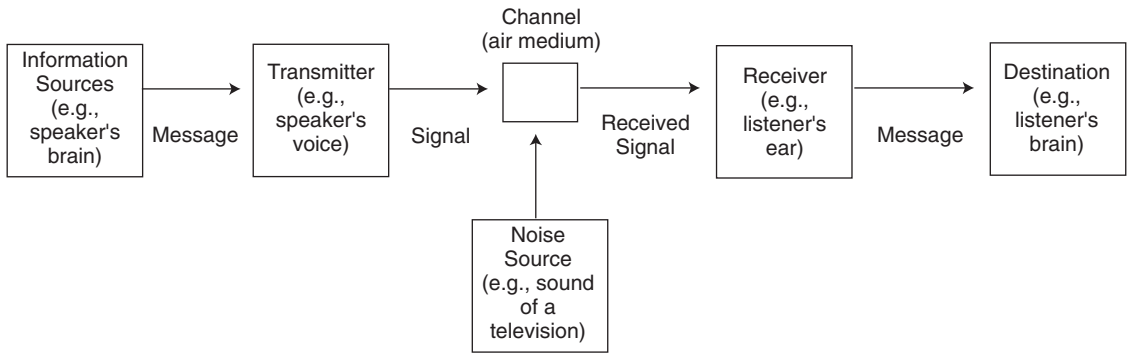 Information
Sources
(e.g.,
speaker's
brain)
Message
Transmitter
(e.g.,
speaker's
voice)
Signal
Channel
(air medium)
Received
Signal
Receiver
(e.g.,
listener's
ear)
Message
Destination
(e.g.,
listener's
brain)
Noise
Source
(e.g., sound
of a
television)